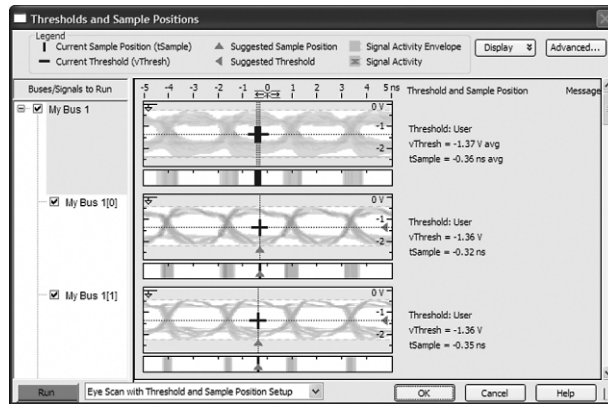 Thresholds and Sample Positions
Legend
Current Sample Position (tSample)
Suggested Sample Position
Signal Activity Envelope
Current Threshold (vThresh)
Suggested Threshold
Signal Activity
Display
Advanced...
Buses/Signals to Run
-5 -4 -3 -2 -1 0 1 2 3 4 5 ns
Threshold and Sample Position
Message
My Bus 1
0 V
-1
-2
Threshold: User
vThresh = -1.37 V avg
tSample = -0.36 ns avg
My Bus 1[0]
0 V
-1
-2
Threshold: User
vThresh = -1.36 V
tSample = -0.32 ns
My Bus 1[1]
0 V
-1
-2
Threshold: User
vThresh = -1.36 V
tSample = -0.35 ns
Run
Eye Scan with Threshold and Sample Position Setup
OK
Cancel
Help